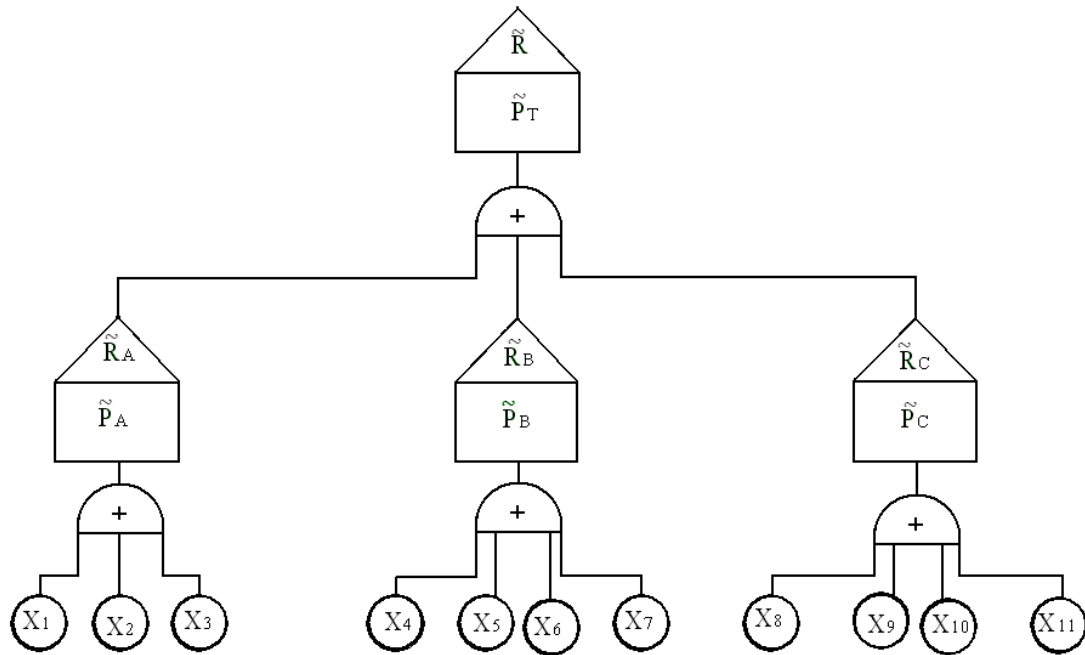 R̃
P̃T
+
R̃A R̃B R̃C
P̃A P̃B P̃C
+ + +
X1 X2 X3 X4 X5 X6 X7 X8 X9 X10 X11